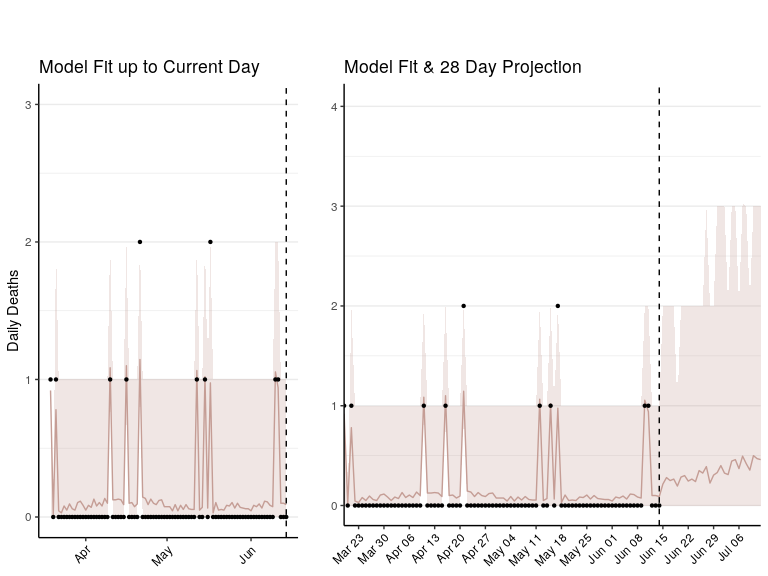 Model Fit up to Current Day
Daily Deaths
3
2
1
0
Apr
May
Jun
Model Fit & 28 Day Projection
4
3
2
1
0
Mar 23
Mar 30
Apr 06
Apr 13
Apr 20
Apr 27
May 04
May 11
May 18
May 25
Jun 01
Jun 08
Jun 15
Jun 22
Jun 29
Jul 06